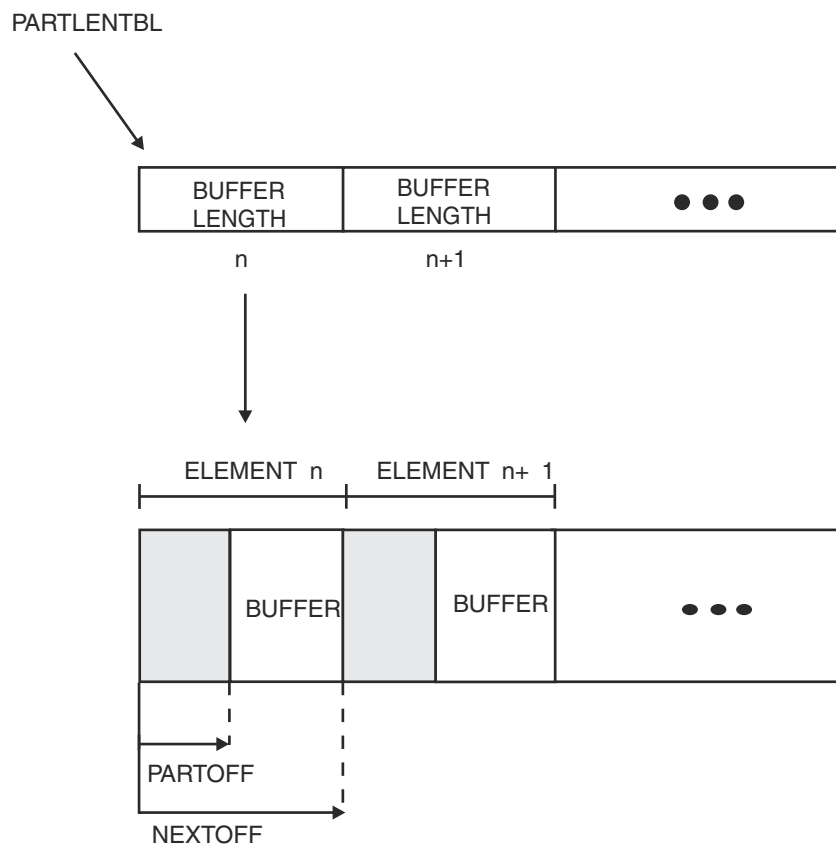 PARTLENTBL
BUFFER
LENGTH
BUFFER
LENGTH
n
n+1
ELEMENT n
ELEMENT n+ 1
BUFFER
BUFFER
PARTOFF
NEXTOFF